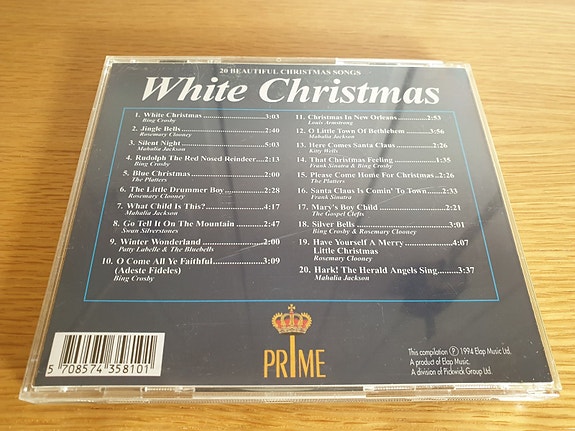 20 BEAUTIFUL CHRISTMAS SONGS
White Christmas
1. White Christmas 3:03
Bing Crosby
2. Jingle Bells 2:40
Rosemary Clooney
3. Silent Night 5:03
Mahalia Jackson
4. Rudolph The Red Nosed Reindeer 2:13
Bing Crosby
5. Blue Christmas 2:00
The Platters
6. The Little Drummer Boy 2:28
Rosemary Clooney
7. What Child Is This? 4:17
Mahalia Jackson
8. Go Tell It On The Mountain 2:47
Swan Silverstones
9. Winter Wonderland 2:00
Patty Labelle & The Bluebells
10. O Come All Ye Faithful 3:09
(Adeste Fideles)
Bing Crosby
11. Christmas In New Orleans 2:53
Louis Armstrong
12. O Little Town Of Bethlehem 3:56
Mahalia Jackson
13. Here Comes Santa Claus 2:26
Kitty Wells
14. That Christmas Feeling 1:35
Frank Sinatra & Bing Crosby
15. Please Come Home For Christmas 2:26
The Platters
16. Santa Claus Is Comin' To Town 2:33
Frank Sinatra
17. Mary's Boy Child 2:21
The Gospel Clefts
18. Silver Bells 3:01
Bing Crosby & Rosemary Clooney
19. Have Yourself A Merry 4:07
Little Christmas
Rosemary Clooney
20. Hark! The Herald Angels Sing 3:37
Mahalia Jackson
5 708574 358101
PRIME
This compilation Ⓟ 1994 Elap Music Ltd.
A product of Elap Music.
A division of Pickwick Group Ltd.